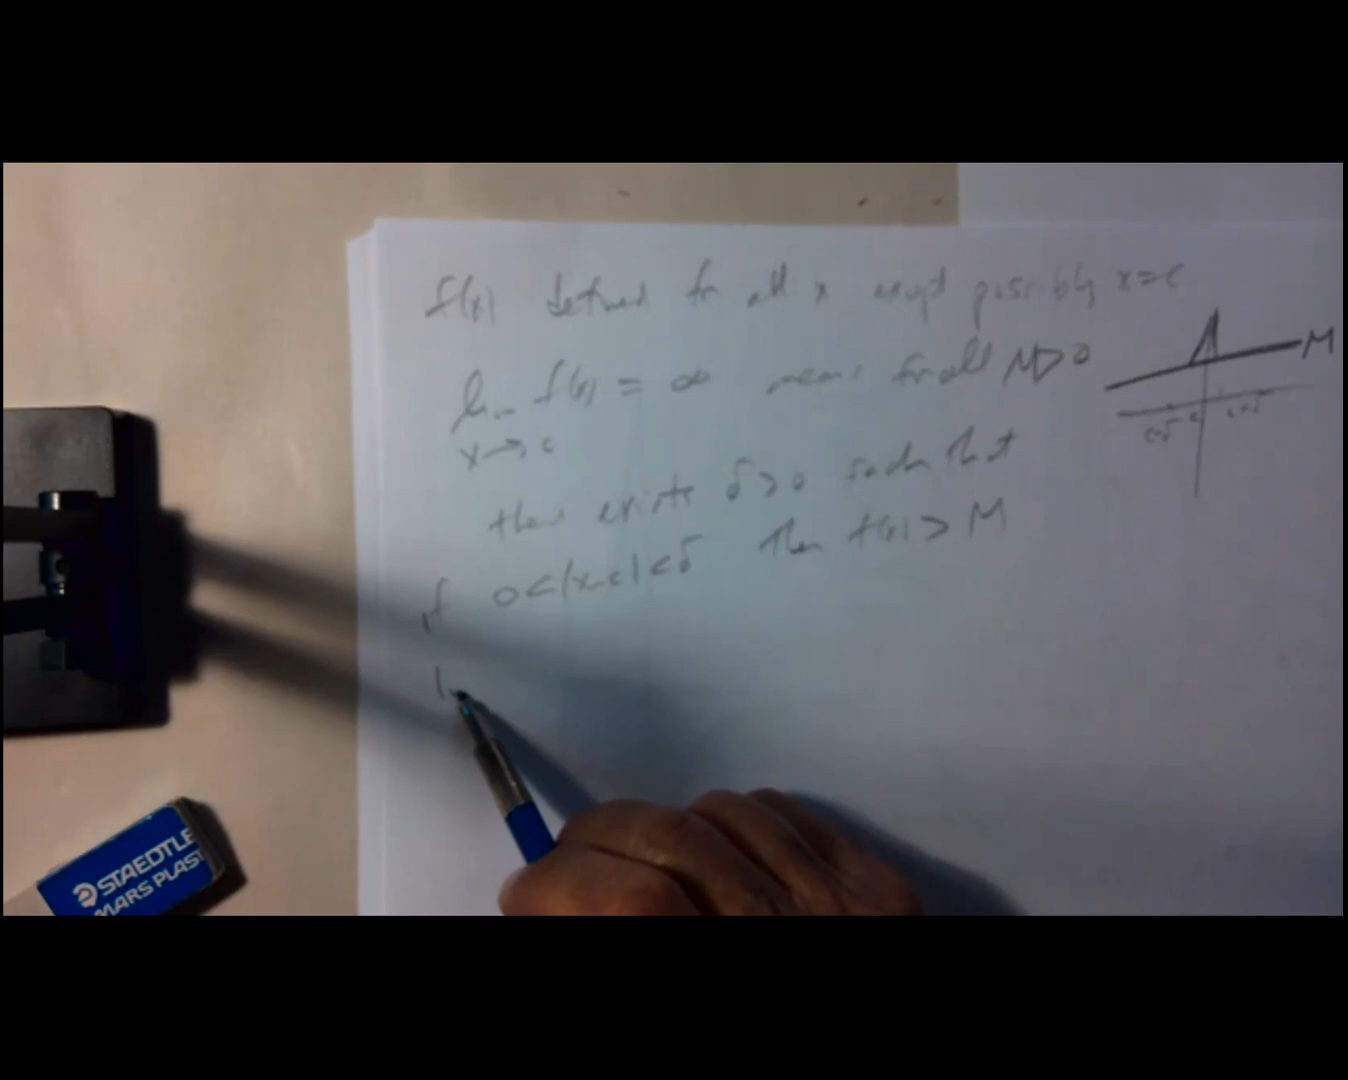 f(x) defined for all x except possibly x=c
lim f(x) = ∞ means for all M>0
x→c
there exists δ>0 such that
if 0<|x-c|<δ then f(x) > M
M
c-δ c c+δ
STAEDTLER
MARS PLAST